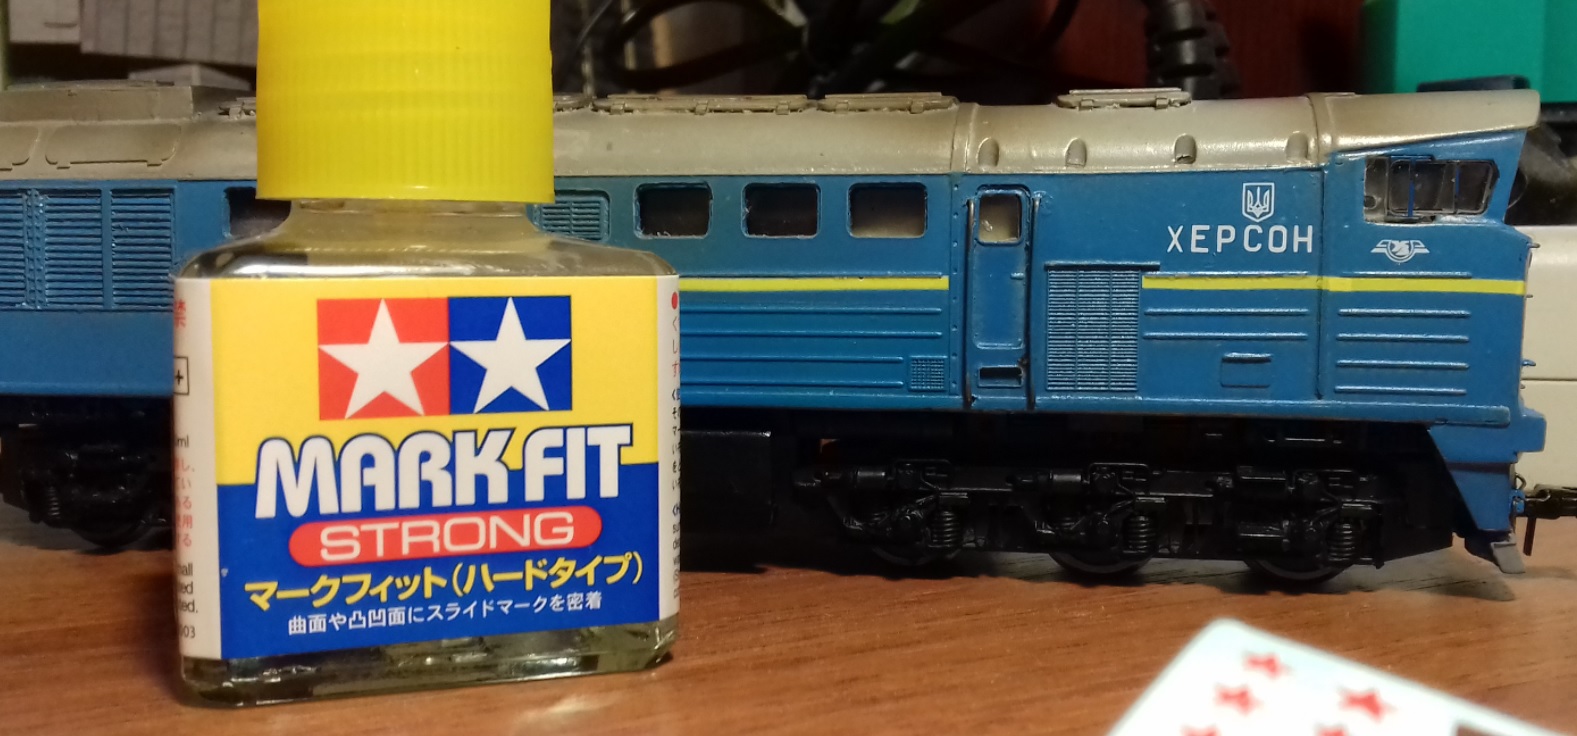 MARK FIT
STRONG
マークフィット(ハードタイプ)
曲面や凸凹面にスライドマークを密着
ХЕРСОН